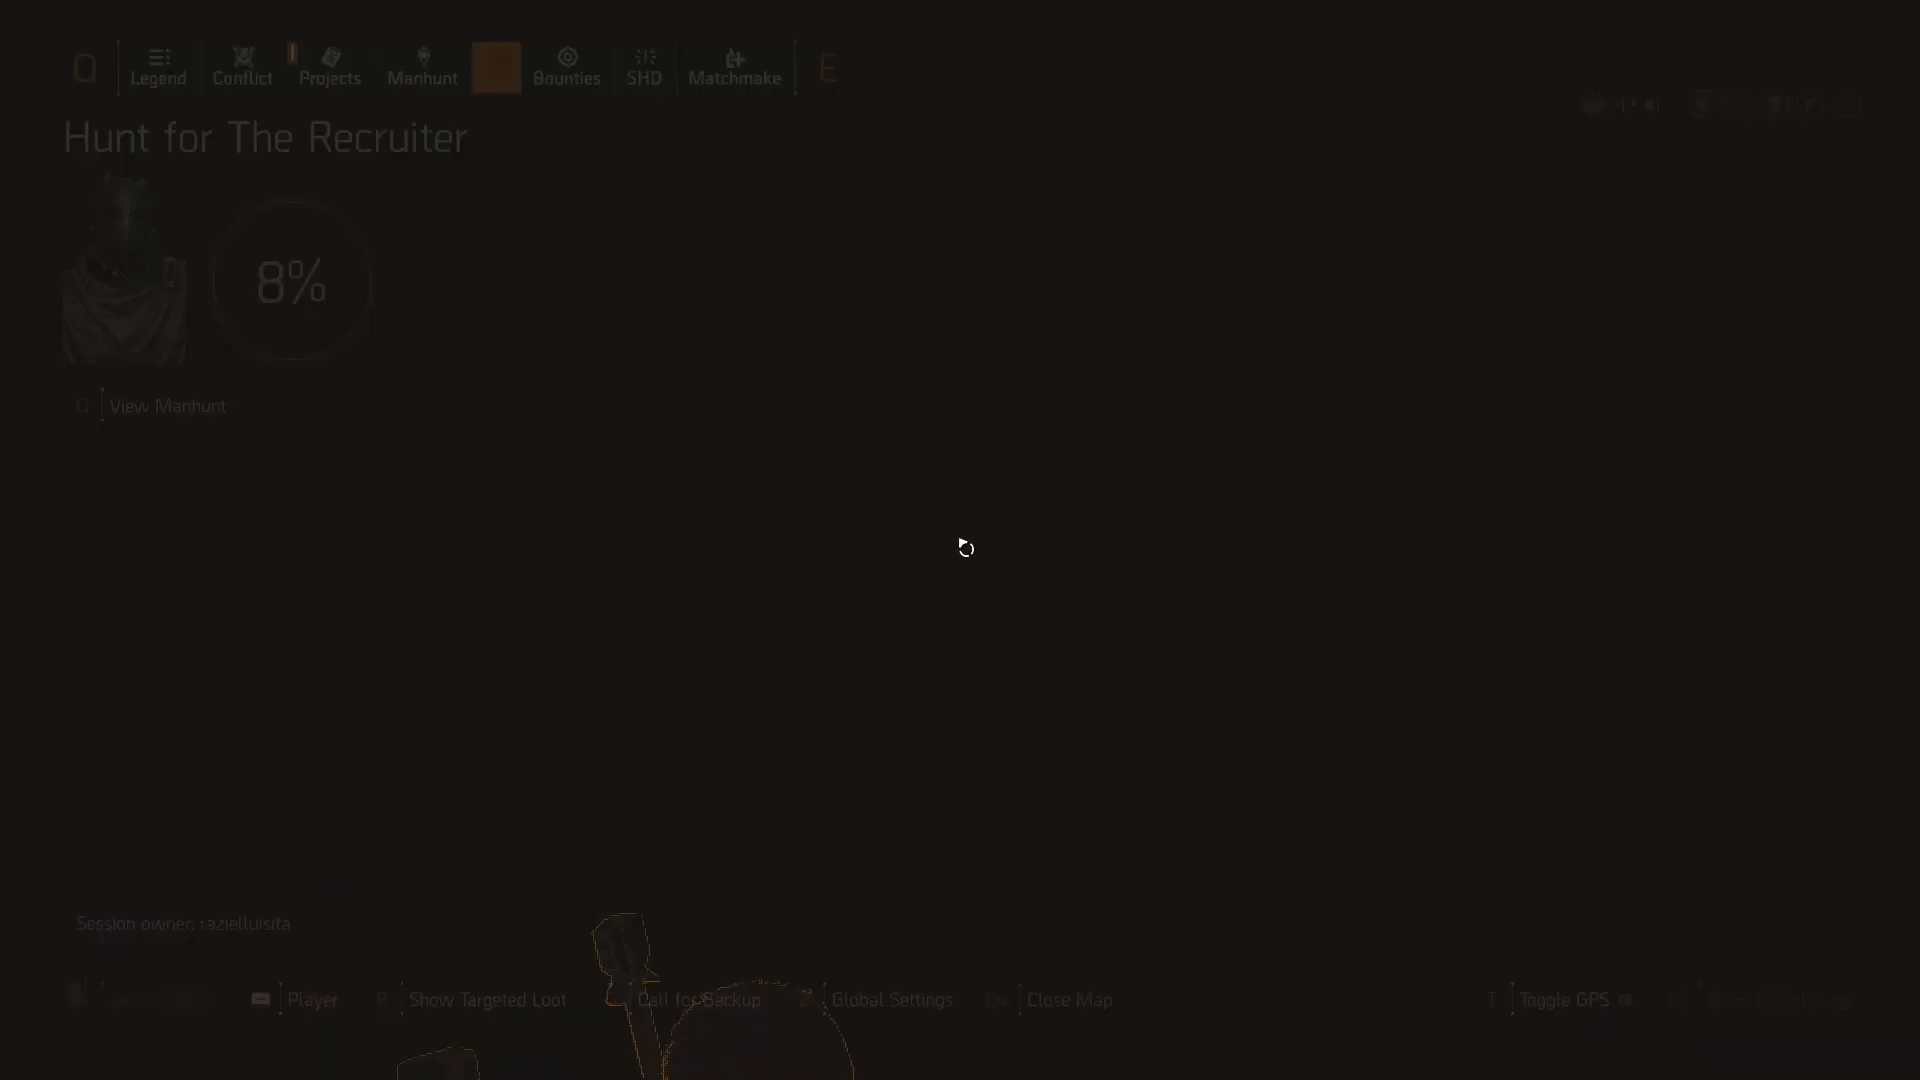 Q Legend Conflict Projects Manhunt Bounties SHD Matchmake E
Hunt for The Recruiter
8%
View Manhunt
Session owner: razielluisita
Player R Show Targeted Loot Call for Backup Global Settings Close Map T Toggle GPS